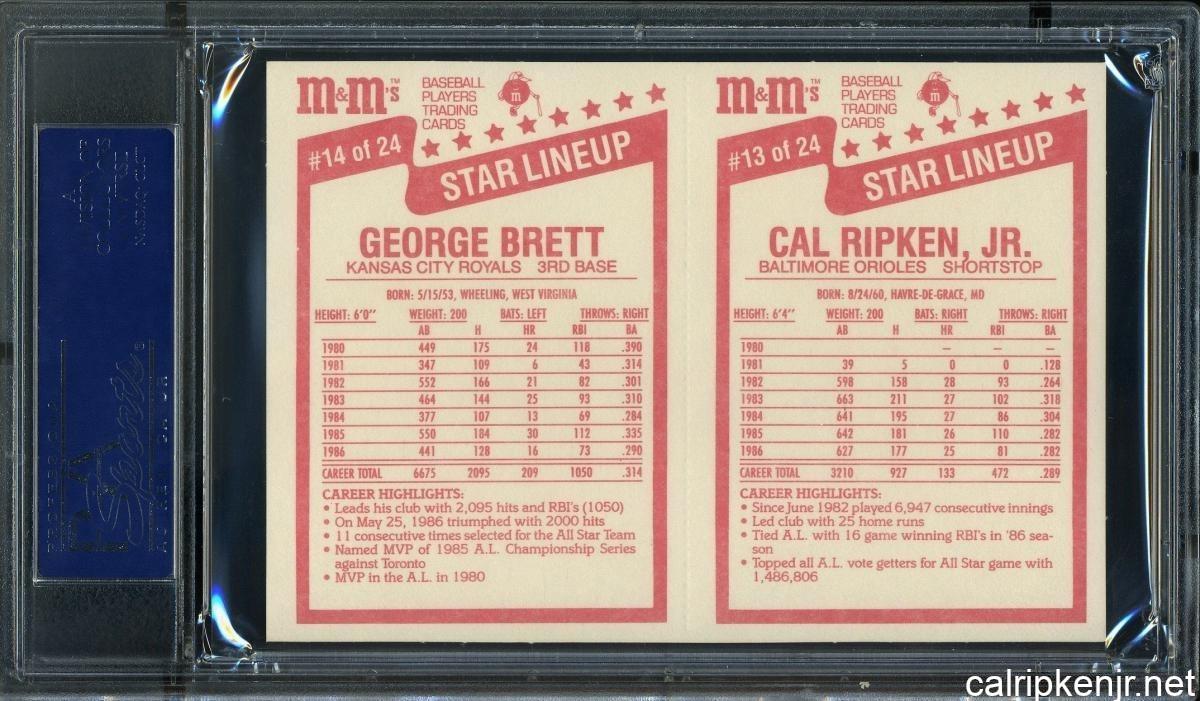 m&m's™
BASEBALL
PLAYERS
TRADING
CARDS
m
#14 of 24
STAR LINEUP
GEORGE BRETT
KANSAS CITY ROYALS 3RD BASE
BORN: 5/15/53, WHEELING, WEST VIRGINIA
HEIGHT: 6'0" WEIGHT: 200 BATS: LEFT THROWS: RIGHT
AB H HR RBI BA
1980 449 175 24 118 .390
1981 347 109 6 43 .314
1982 552 166 21 82 .301
1983 464 144 25 93 .310
1984 377 107 13 69 .284
1985 550 184 30 112 .335
1986 441 128 16 73 .290
CAREER TOTAL 6675 2095 209 1050 .314
CAREER HIGHLIGHTS:
• Leads his club with 2,095 hits and RBI's (1050)
• On May 25, 1986 triumphed with 2000 hits
• 11 consecutive times selected for the All Star Team
• Named MVP of 1985 A.L. Championship Series
against Toronto
• MVP in the A.L. in 1980
m&m's™
BASEBALL
PLAYERS
TRADING
CARDS
m
#13 of 24
STAR LINEUP
CAL RIPKEN, JR.
BALTIMORE ORIOLES SHORTSTOP
BORN: 8/24/60, HAVRE-DE-GRACE, MD
HEIGHT: 6'4" WEIGHT: 200 BATS: RIGHT THROWS: RIGHT
AB H HR RBI BA
1980 — — —
1981 39 5 0 0 .128
1982 598 158 28 93 .264
1983 663 211 27 102 .318
1984 641 195 27 86 .304
1985 642 181 26 110 .282
1986 627 177 25 81 .282
CAREER TOTAL 3210 927 133 472 .289
CAREER HIGHLIGHTS:
• Since June 1982 played 6,947 consecutive innings
• Led club with 25 home runs
• Tied A.L. with 16 game winning RBI's in '86 sea-
son
• Topped all A.L. vote getters for All Star game with
1,486,806
calripkenjr.net